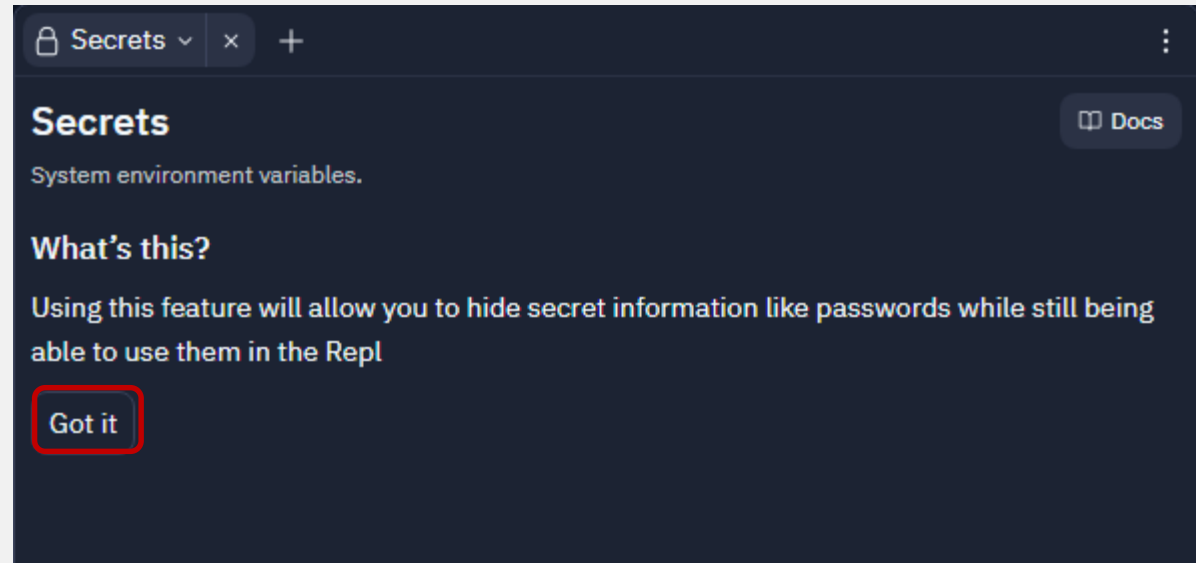 Secrets
Secrets
Docs
System environment variables.
What's this?
Using this feature will allow you to hide secret information like passwords while still being
able to use them in the Repl
Got it